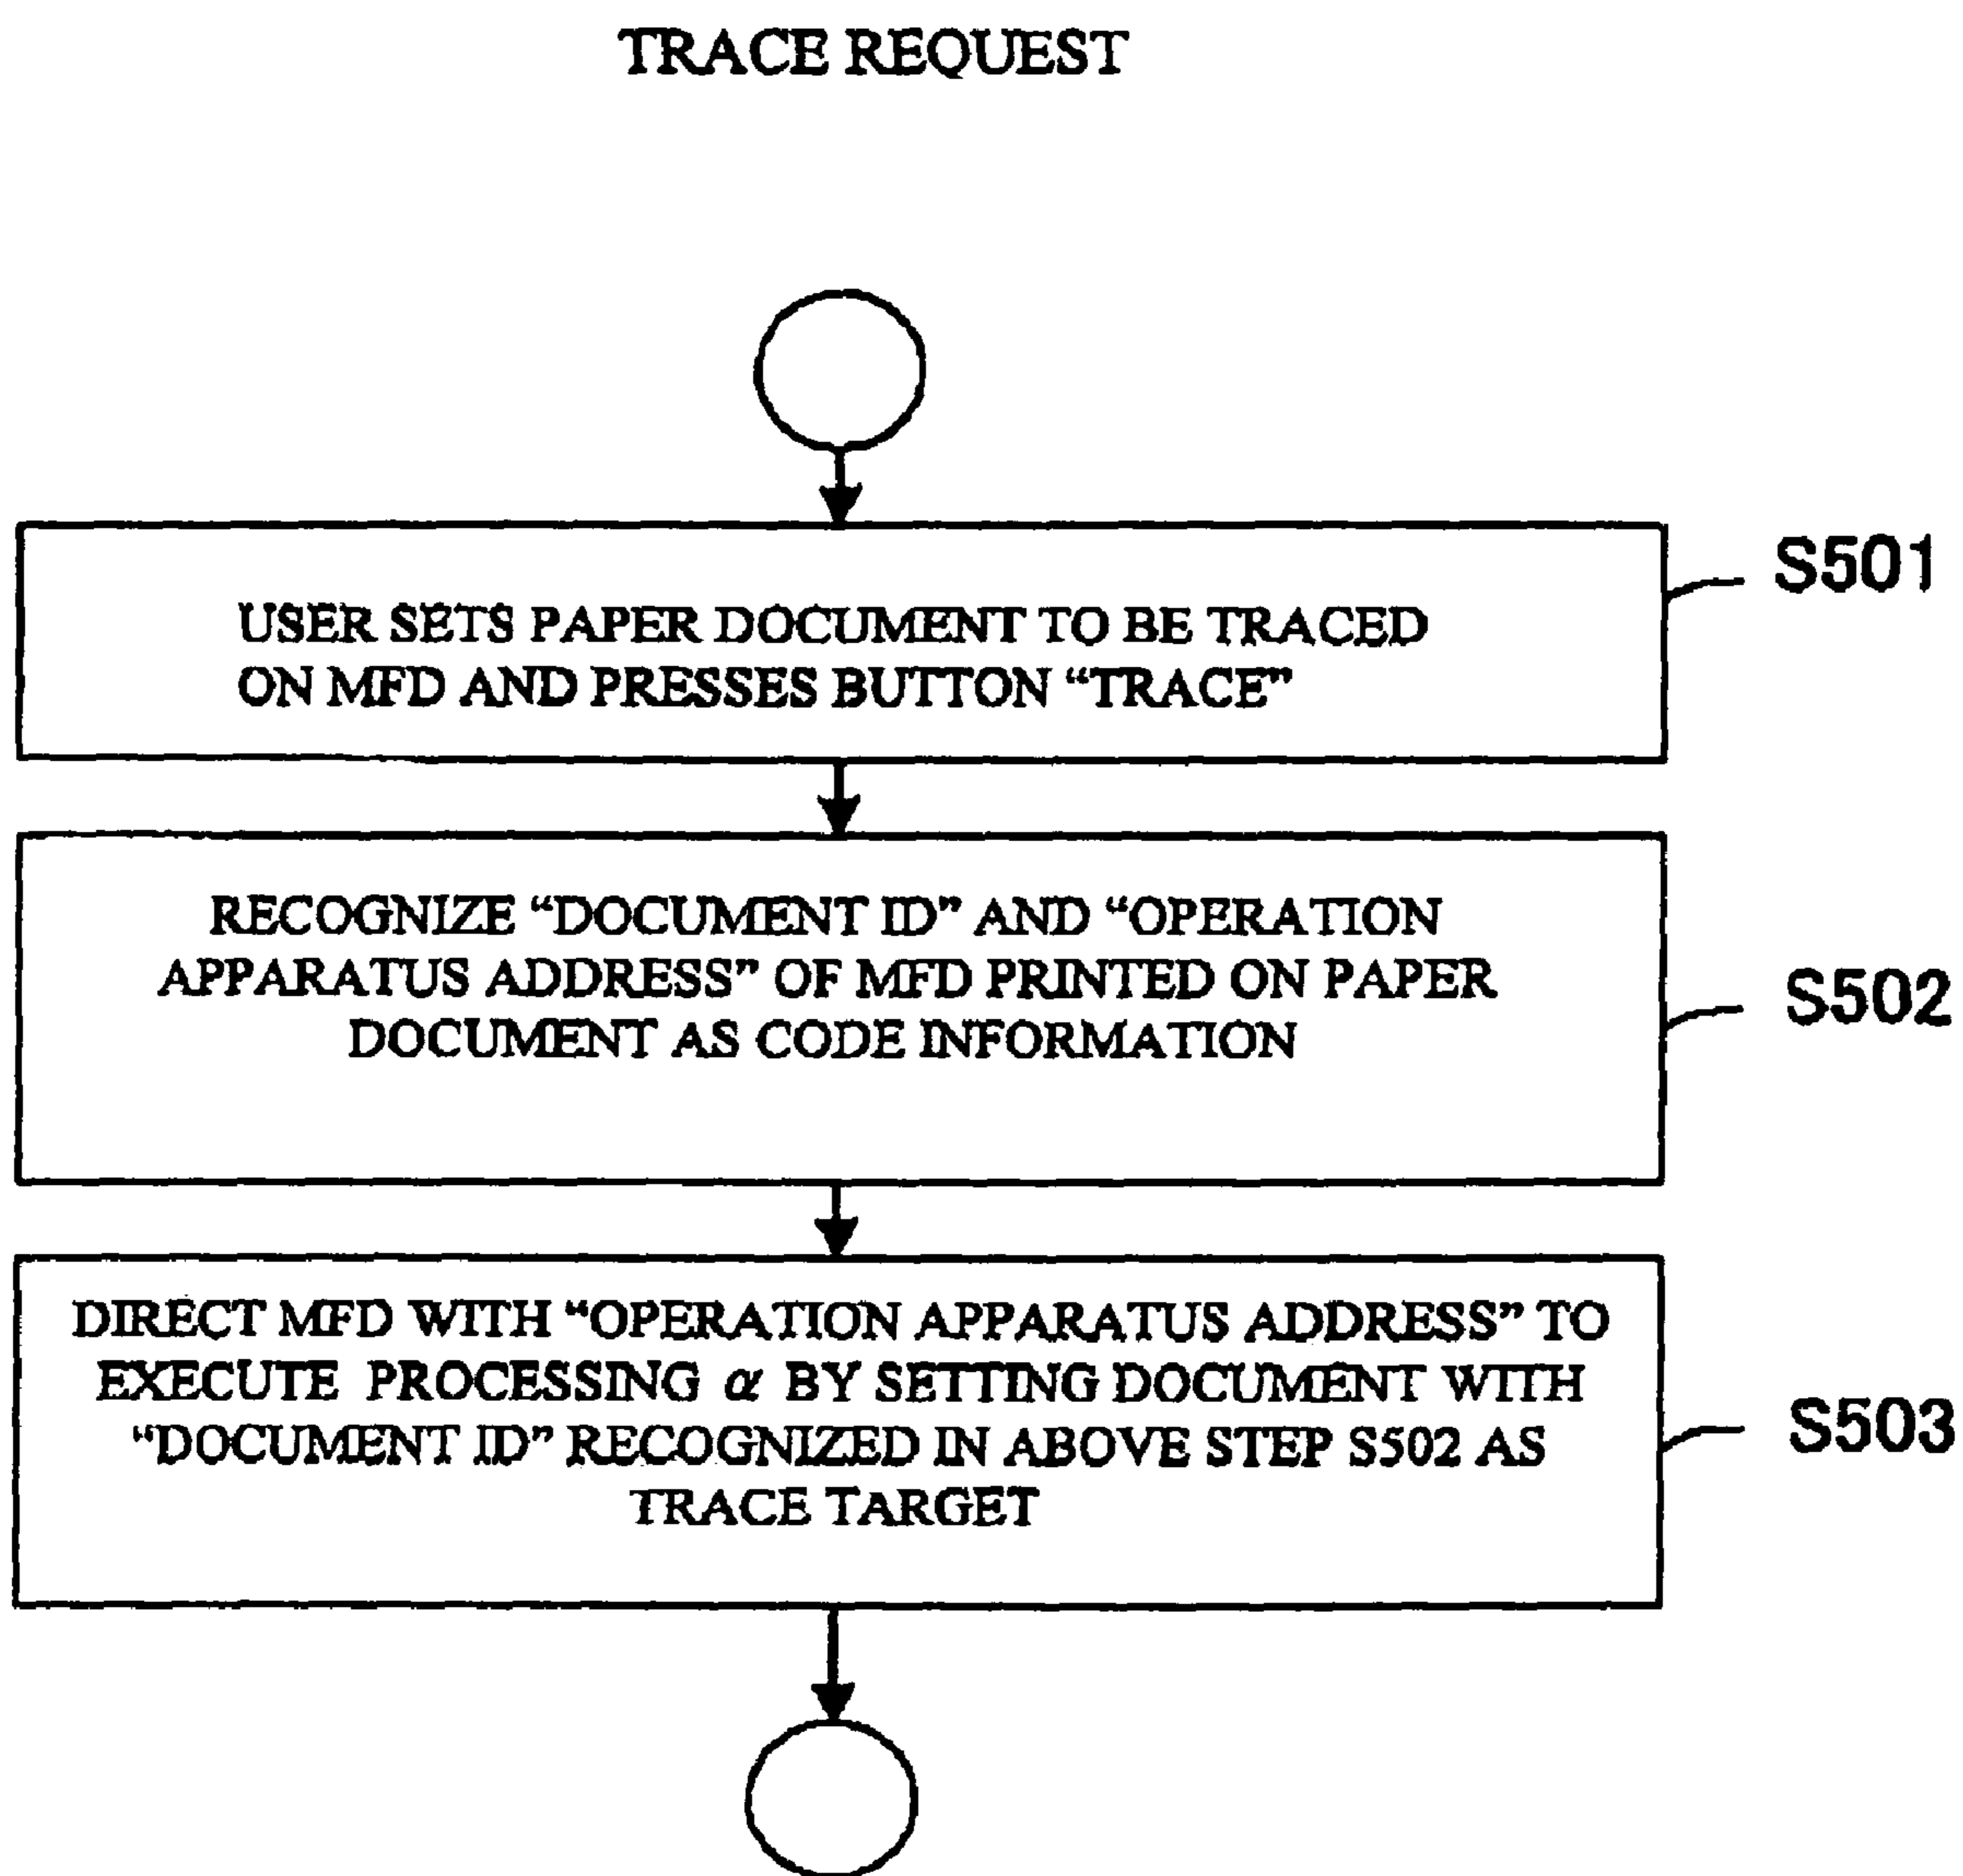 TRACE REQUEST
S501
USER SETS PAPER DOCUMENT TO BE TRACED
ON MFD AND PRESSES BUTTON “TRACE”
RECOGNIZE “DOCUMENT ID” AND “OPERATION
APPARATUS ADDRESS” OF MFD PRINTED ON PAPER
DOCUMENT AS CODE INFORMATION
S502
DIRECT MFD WITH “OPERATION APPARATUS ADDRESS” TO
EXECUTE PROCESSING α BY SETTING DOCUMENT WITH
“DOCUMENT ID” RECOGNIZED IN ABOVE STEP S502 AS
TRACE TARGET
S503